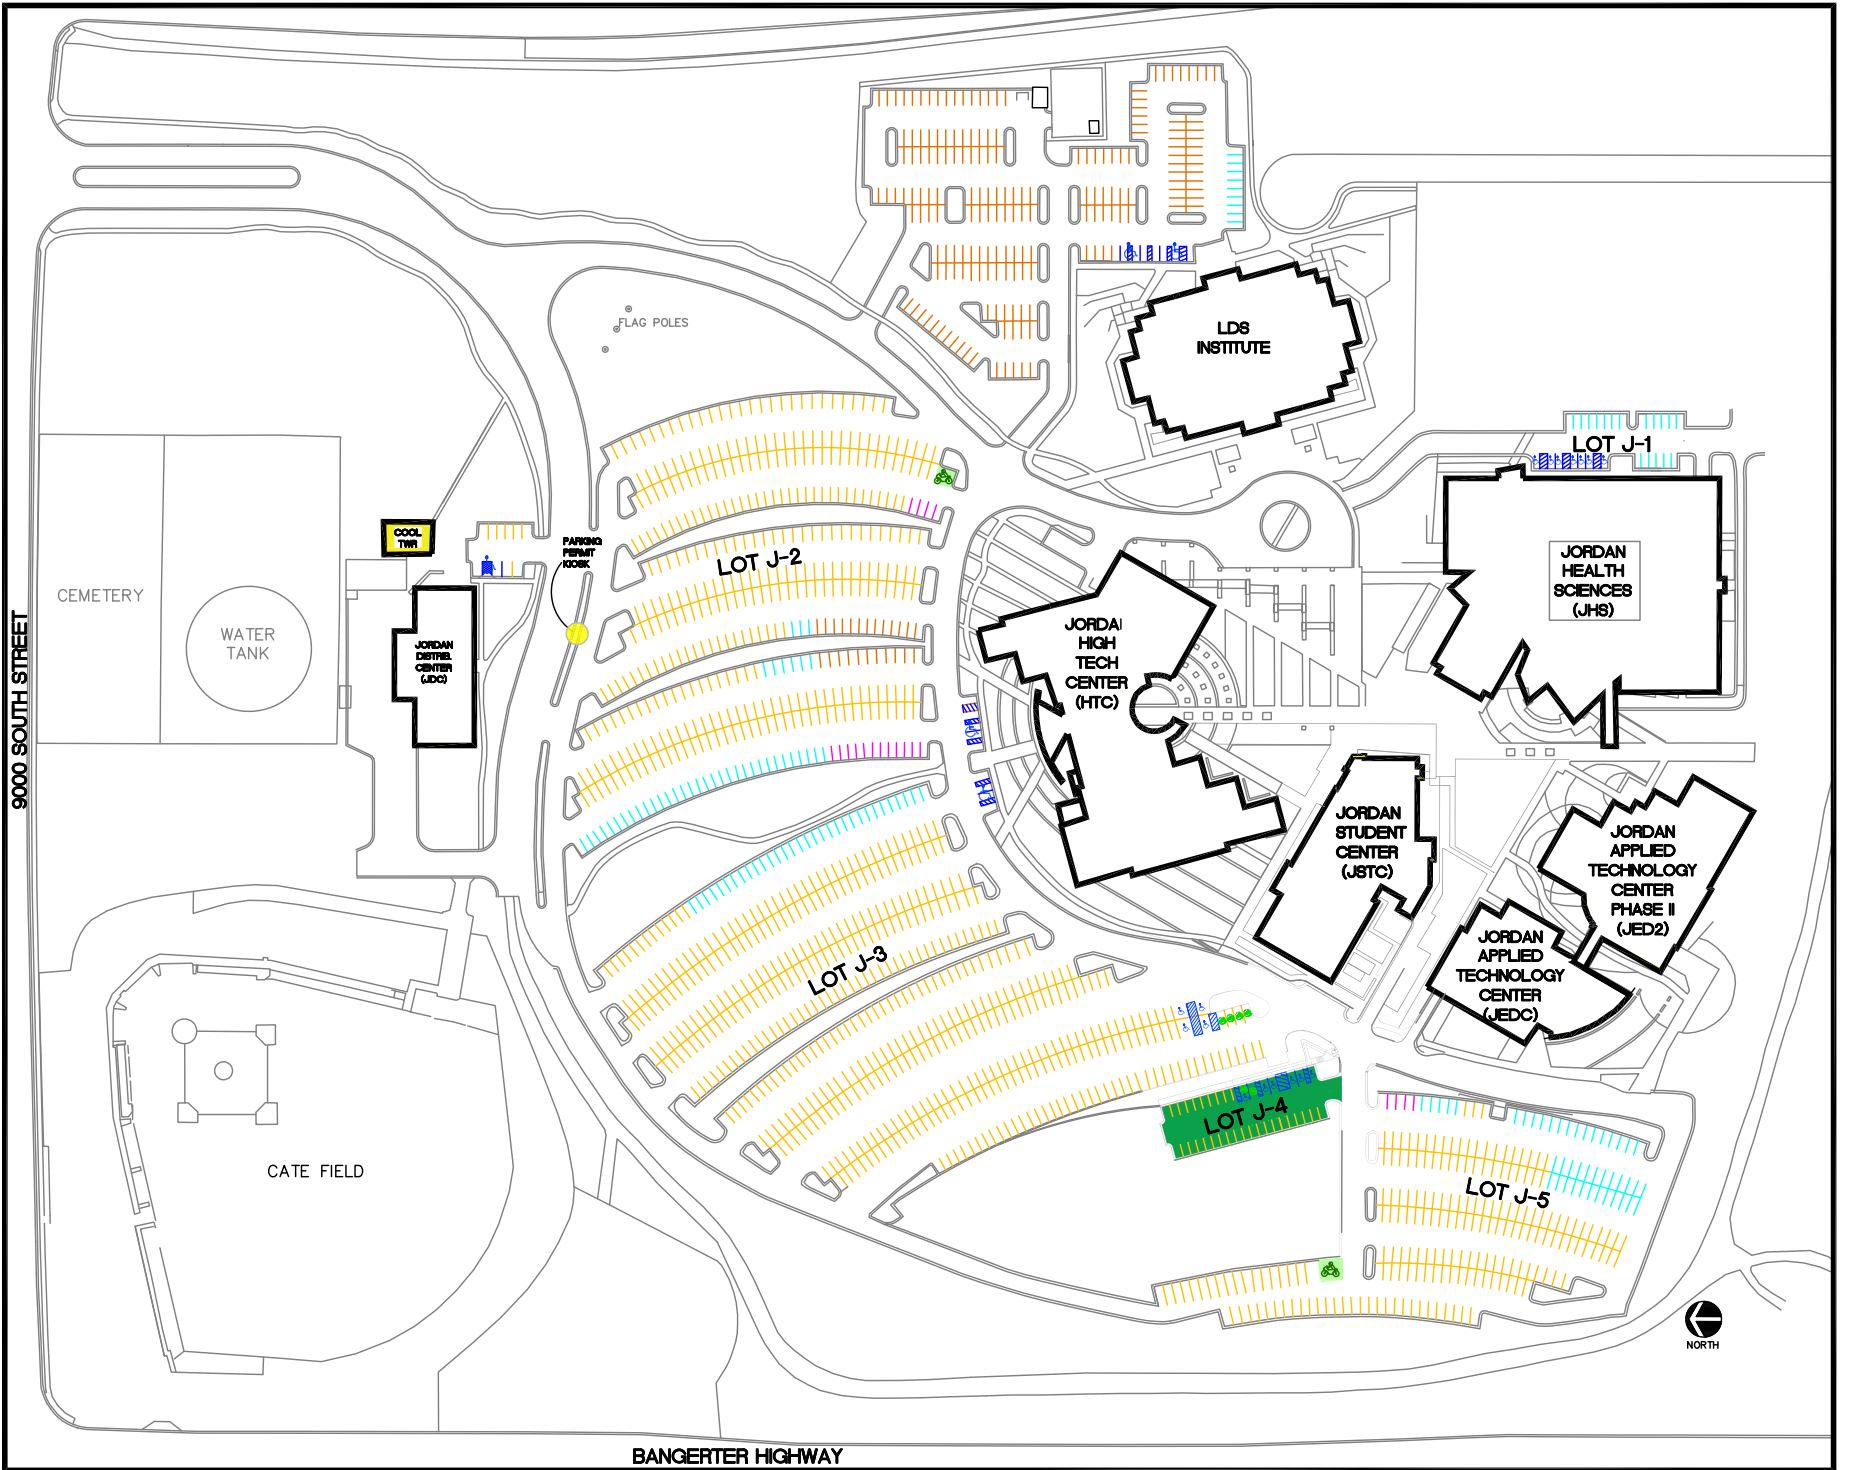 FLAG POLES
LDS
INSTITUTE
LOT J-1
COOL
TWR
PARKING
PERMIT
KIOSK
LOT J-2
JORDAN
HEALTH
SCIENCES
(JHS)
CEMETERY
WATER
TANK
JORDAN
DISTRIB.
CENTER
(JDC)
JORDAI
HIGH
TECH
CENTER
(HTC)
9000 SOUTH STREET
JORDAN
STUDENT
CENTER
(JSTC)
JORDAN
APPLIED
TECHNOLOGY
CENTER
PHASE II
(JED2)
JORDAN
APPLIED
TECHNOLOGY
CENTER
(JEDC)
LOT J-3
LOT J-4
LOT J-5
CATE FIELD
NORTH
BANGERTER HIGHWAY